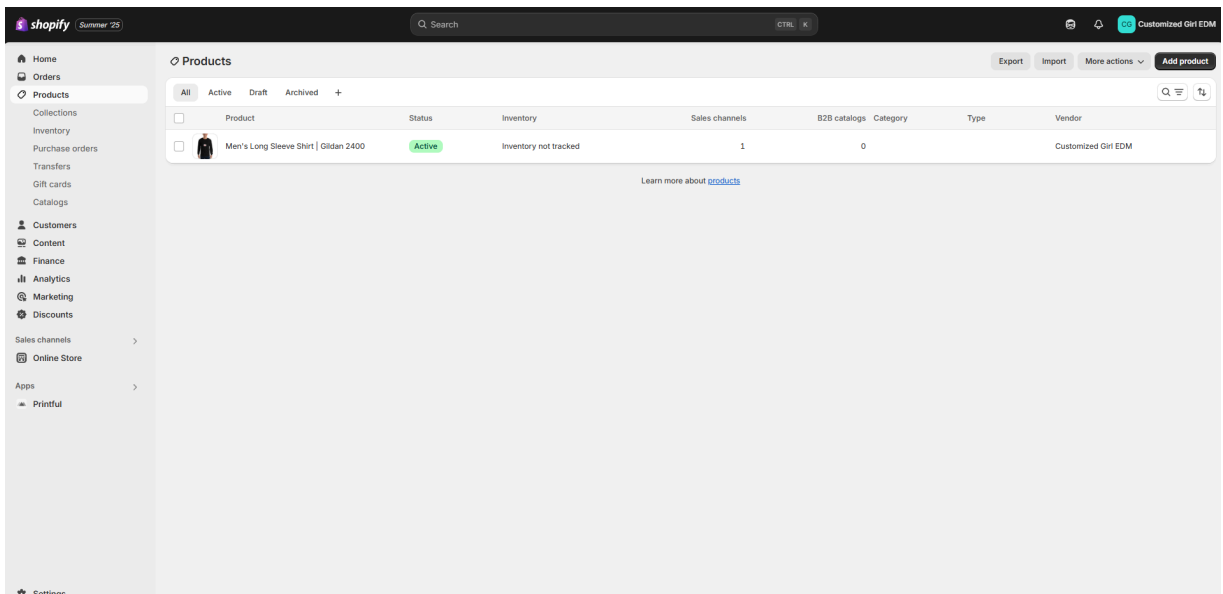 shopify Summer '25
Search CTRL K
CG Customized Girl EDM
Home
Orders
Products
Collections
Inventory
Purchase orders
Transfers
Gift cards
Catalogs
Customers
Content
Finance
Analytics
Marketing
Discounts
Sales channels
Online Store
Apps
Printful
Settings
Products
Export Import More actions Add product
All Active Draft Archived +
Product Status Inventory Sales channels B2B catalogs Category Type Vendor
Men's Long Sleeve Shirt | Gildan 2400 Active Inventory not tracked 1 0 Customized Girl EDM
Learn more about products